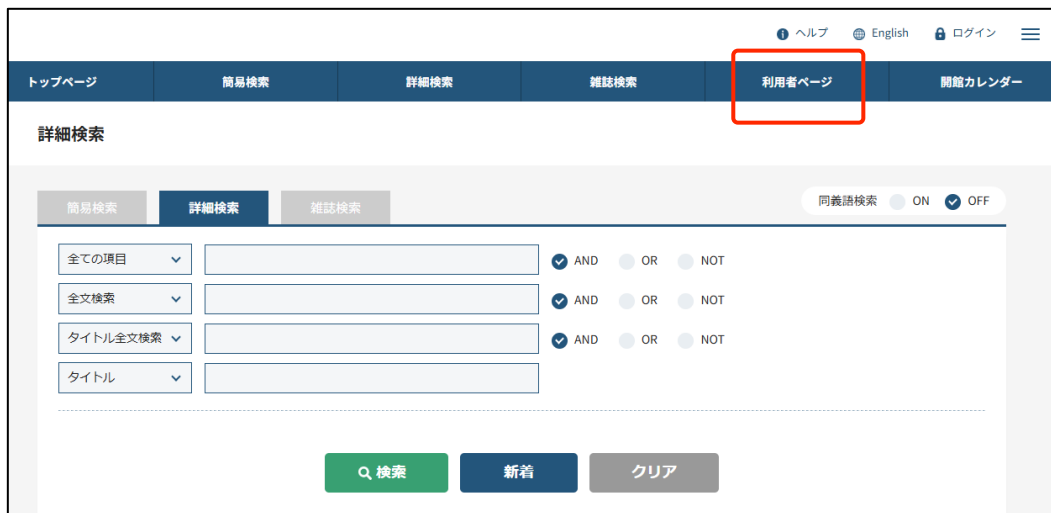 ヘルプ English ログイン
トップページ 簡易検索 詳細検索 雑誌検索 利用者ページ 開館カレンダー
詳細検索
簡易検索 詳細検索 雑誌検索 同義語検索 ON OFF
全ての項目 AND OR NOT
全文検索 AND OR NOT
タイトル全文検索 AND OR NOT
タイトル
検索 新着 クリア